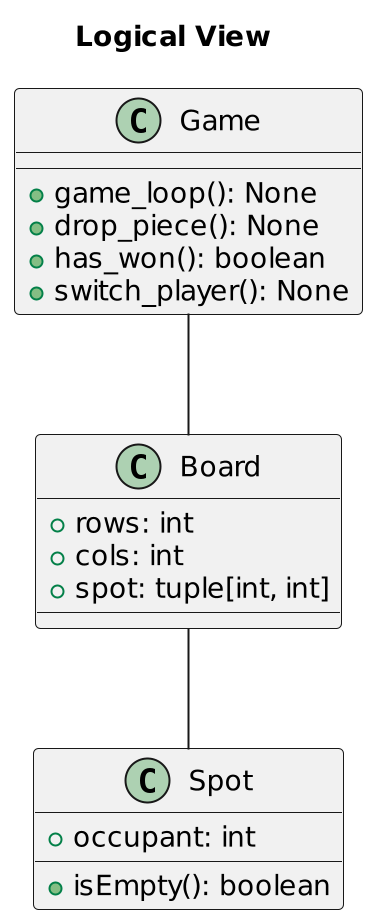 Logical View
C Game
game_loop(): None
drop_piece(): None
has_won(): boolean
switch_player(): None
C Board
rows: int
cols: int
spot: tuple[int, int]
C Spot
occupant: int
isEmpty(): boolean